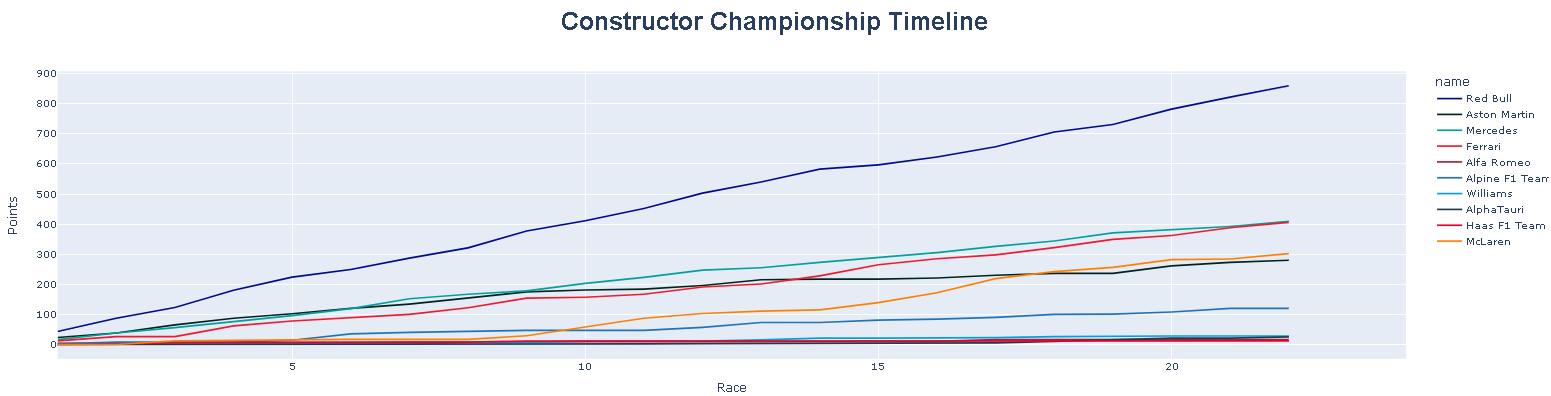 Constructor Championship Timeline
900
800
700
600
500
400
300
200
100
0
Points
5
10
15
20
Race
name
Red Bull
Aston Martin
Mercedes
Ferrari
Alfa Romeo
Alpine F1 Team
Williams
AlphaTauri
Haas F1 Team
McLaren